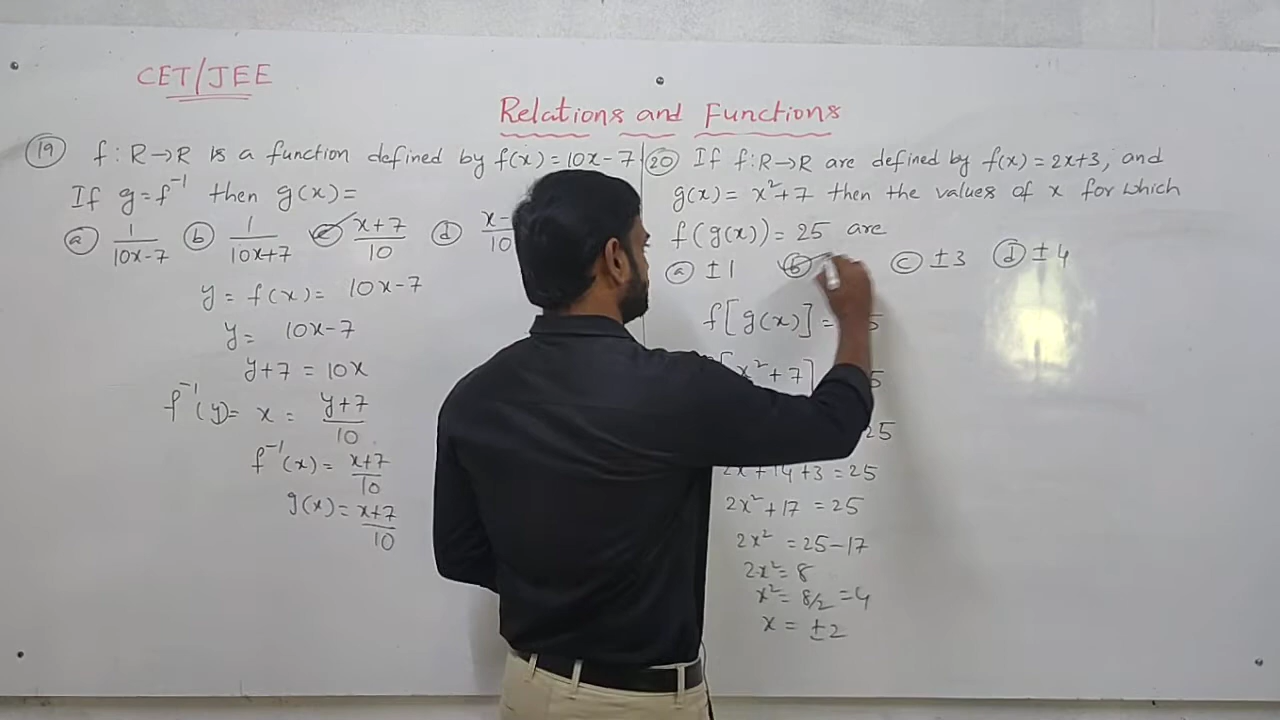 CET/JEE
Relations and Functions
(19) f : R→R is a function defined by f(x) = 10x-7
If g = f⁻¹ then g(x) =
(a) 1/(10x-7) (b) 1/(10x+7) (c) (x+7)/10 (d) x-/10
y = f(x) = 10x-7
y = 10x-7
y+7 = 10x
f⁻¹(y) = x = (y+7)/10
f⁻¹(x) = (x+7)/10
g(x) = (x+7)/10
(20) If f:R→R are defined by f(x) = 2x+3, and
g(x) = x²+7 then the values of x for which
f(g(x)) = 25 are
(a) ±1 (b) (c) ±3 (d) ±4
f[g(x)] = 5
[x²+7] 5
25
2x+14+3 = 25
2x²+17 = 25
2x² = 25-17
2x² = 8
x² = 8/2 = 4
x = ±2